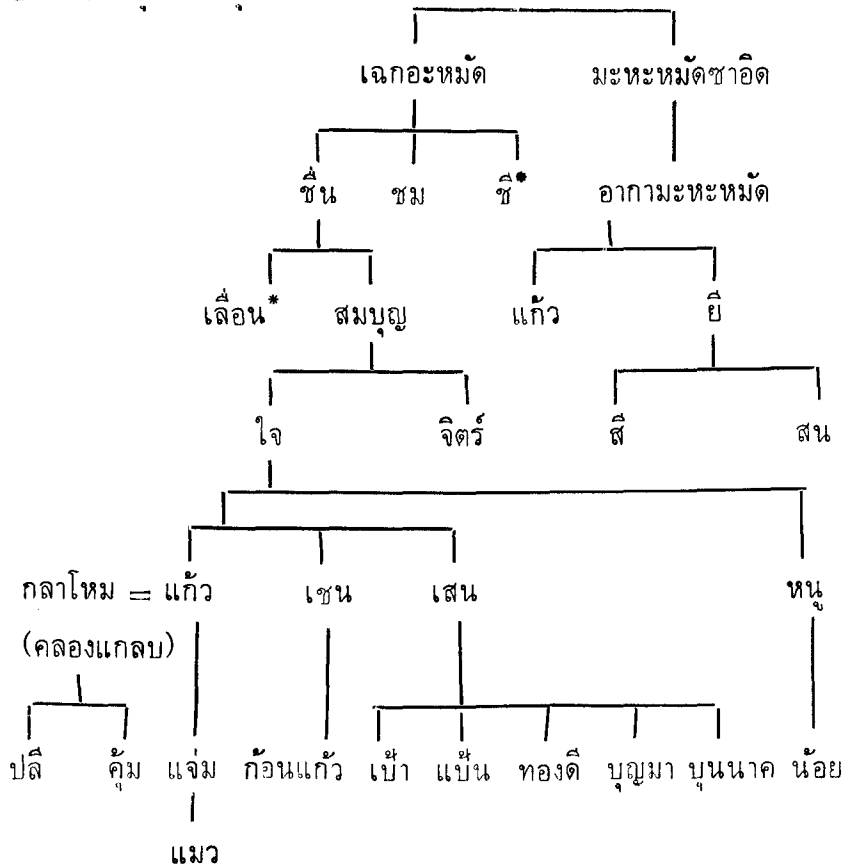 เฉกอะหมัด มะหะหมัดซาอิด
ชื่น ชม ชี* อากามะหะหมัด
เลื่อน* สมบุญ แก้ว ยี
ใจ จิตร์ สี สน
กลาโหม = แก้ว เชน เสน หนู
(คลองแกลบ)
ปลี คุ้ม แจ่ม ก้อนแก้ว เป้า แป้น ทองดี บุญมา บุนนาค น้อย
แมว